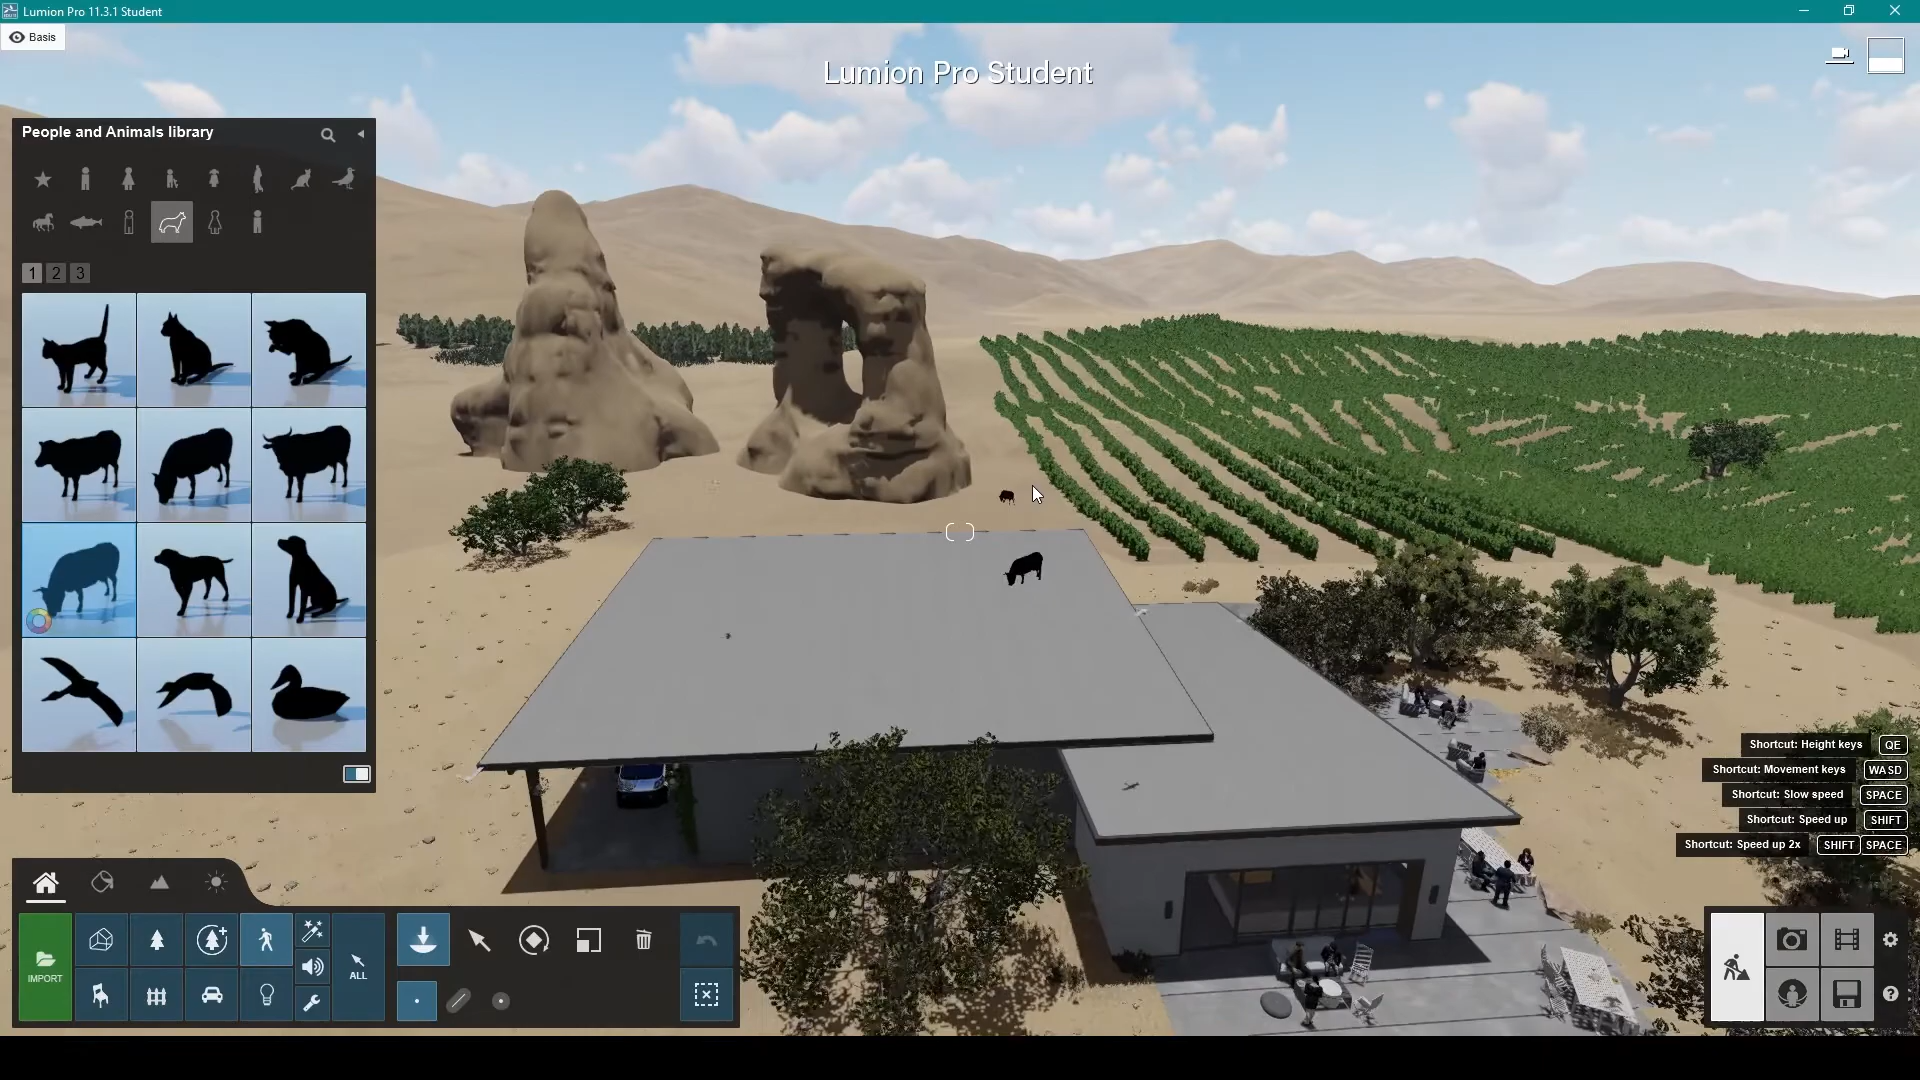 Lumion Pro 11.3.1 Student
Basis
Lumion Pro Student
People and Animals library
1 2 3
Shortcut: Height keys QE
Shortcut: Movement keys WASD
Shortcut: Slow speed SPACE
Shortcut: Speed up SHIFT
Shortcut: Speed up 2x SHIFT SPACE
IMPORT
ALL
?